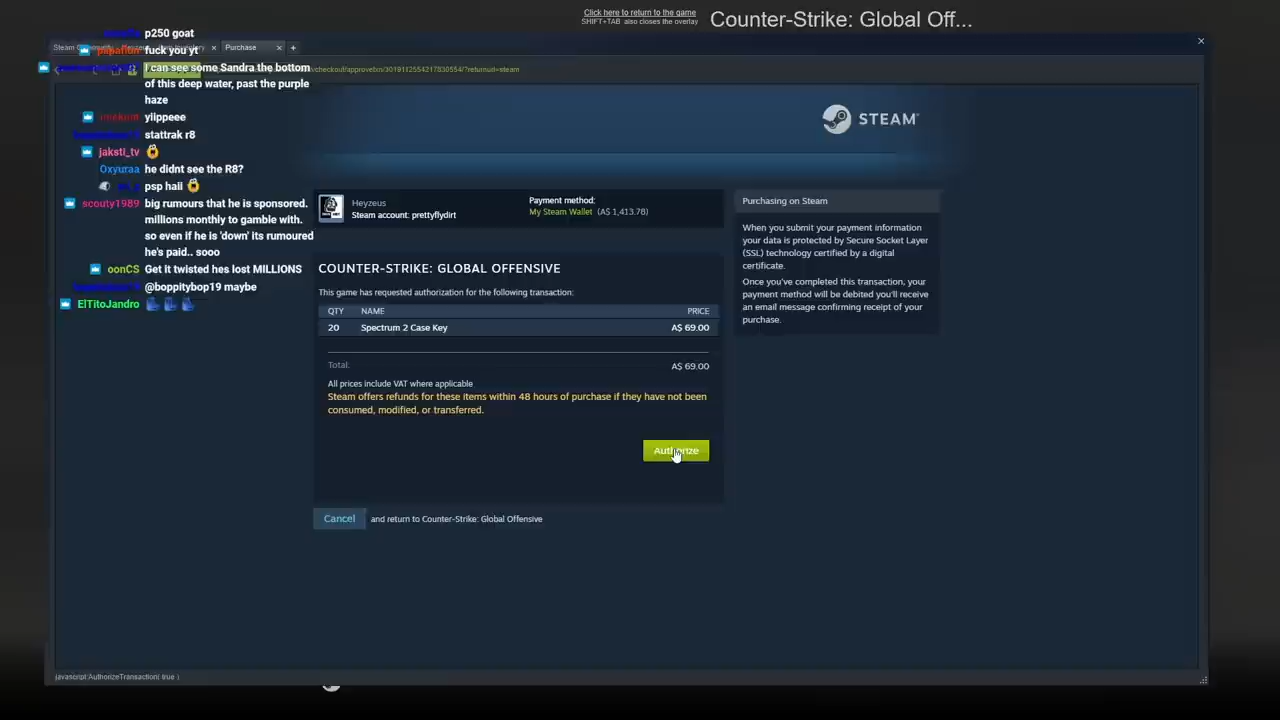 Click here to return to the game
SHIFT+TAB also closes the overlay
Counter-Strike: Global Off...
Purchase
p250 goat
fuck you yt
I can see some Sandra the bottom
of this deep water, past the purple
haze
yiippeee
stattrak r8
jaksti_tv
Oxyuraa he didnt see the R8?
psp haii
scouty1989 big rumours that he is sponsored.
millions monthly to gamble with.
so even if he is 'down' its rumoured
he's paid.. sooo
oonCS Get it twisted hes lost MILLIONS
@boppitybop19 maybe
ElTitoJandro
/checkout/approvetxn/3019112554217830554/?returnurl=steam
STEAM
Heyzeus
Steam account: prettyflydirt
Payment method:
My Steam Wallet (A$ 1,413.78)
COUNTER-STRIKE: GLOBAL OFFENSIVE
This game has requested authorization for the following transaction:
QTY NAME PRICE
20 Spectrum 2 Case Key A$ 69.00
Total: A$ 69.00
All prices include VAT where applicable
Steam offers refunds for these items within 48 hours of purchase if they have not been
consumed, modified, or transferred.
Authorize
Cancel and return to Counter-Strike: Global Offensive
Purchasing on Steam
When you submit your payment information
your data is protected by Secure Socket Layer
(SSL) technology certified by a digital
certificate.
Once you've completed this transaction, your
payment method will be debited you'll receive
an email message confirming receipt of your
purchase.
javascript:AuthorizeTransaction( true )